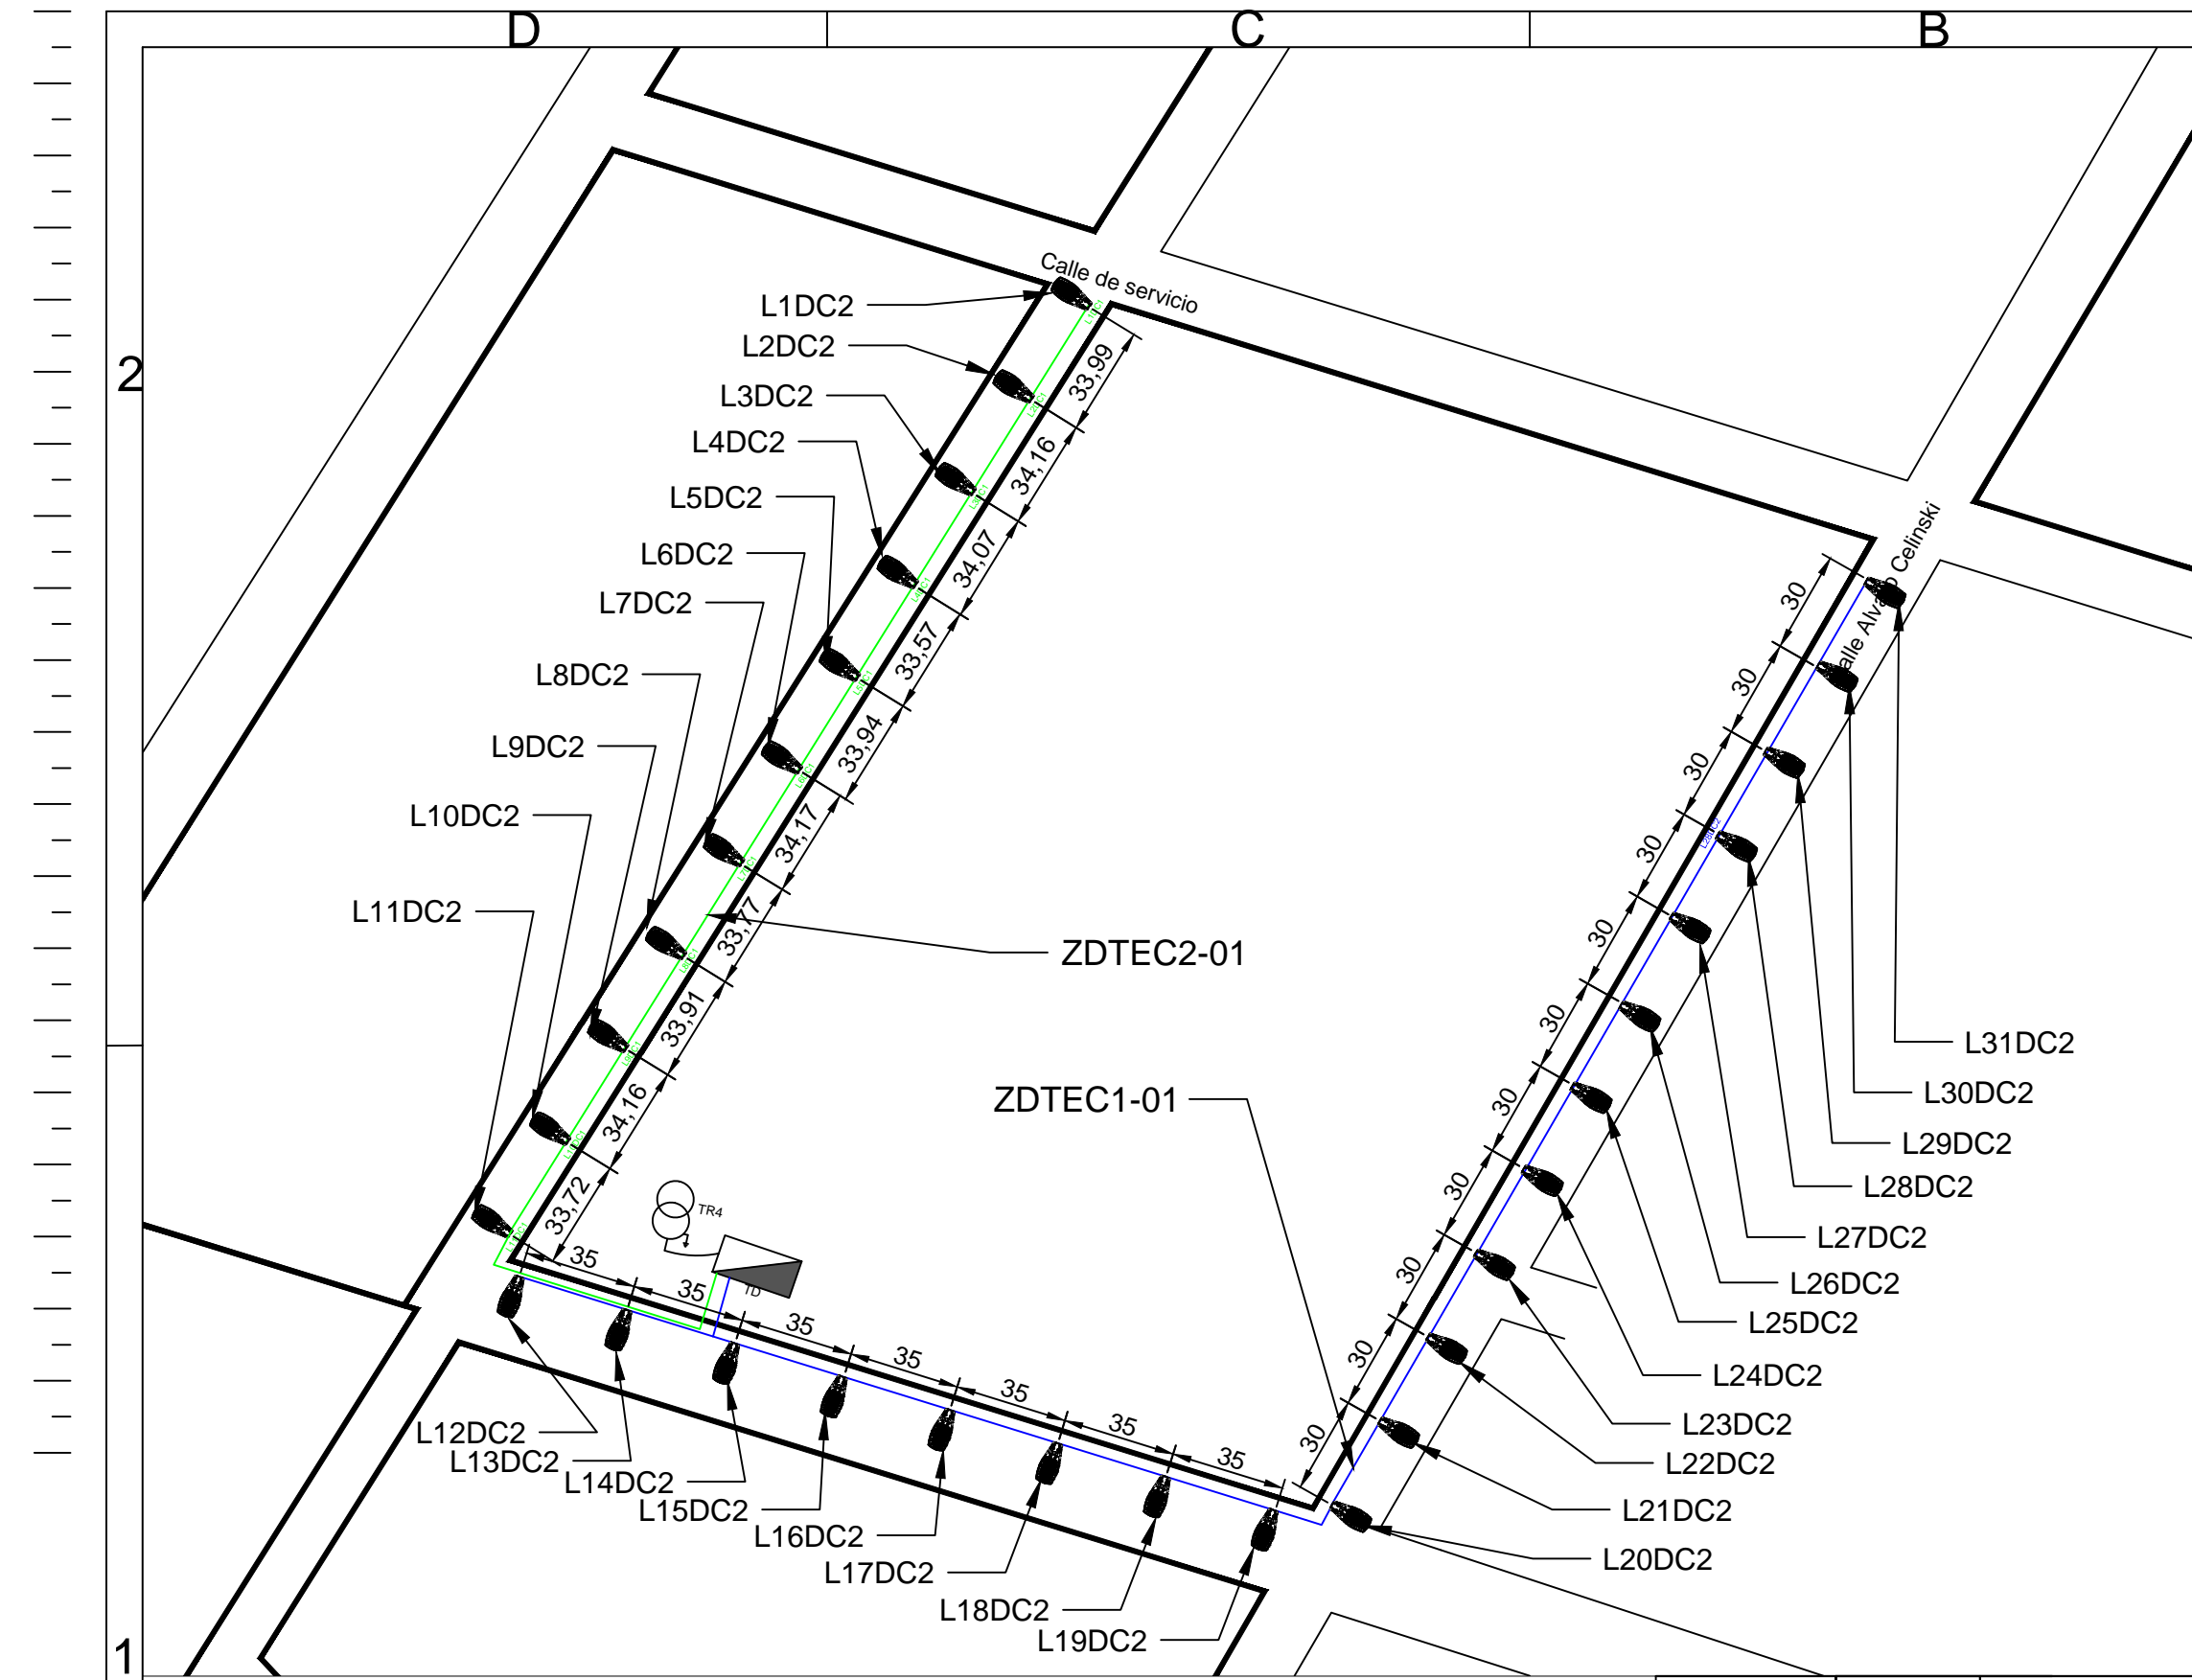 D
C
B
2
1
Calle de servicio
L1DC2
L2DC2
L3DC2
L4DC2
L5DC2
L6DC2
L7DC2
L8DC2
L9DC2
L10DC2
L11DC2
33,99
34,16
34,07
33,57
33,94
34,17
33,77
33,91
34,16
33,72
ZDTEC2-01
ZDTEC1-01
TR4
TD
35
35
35
35
35
35
35
L12DC2
L13DC2
L14DC2
L15DC2
L16DC2
L17DC2
L18DC2
L19DC2
Celinski
30
30
30
30
30
30
30
30
30
30
30
L28DC2
L31DC2
L30DC2
L29DC2
L28DC2
L27DC2
L26DC2
L25DC2
L24DC2
L23DC2
L22DC2
L21DC2
L20DC2